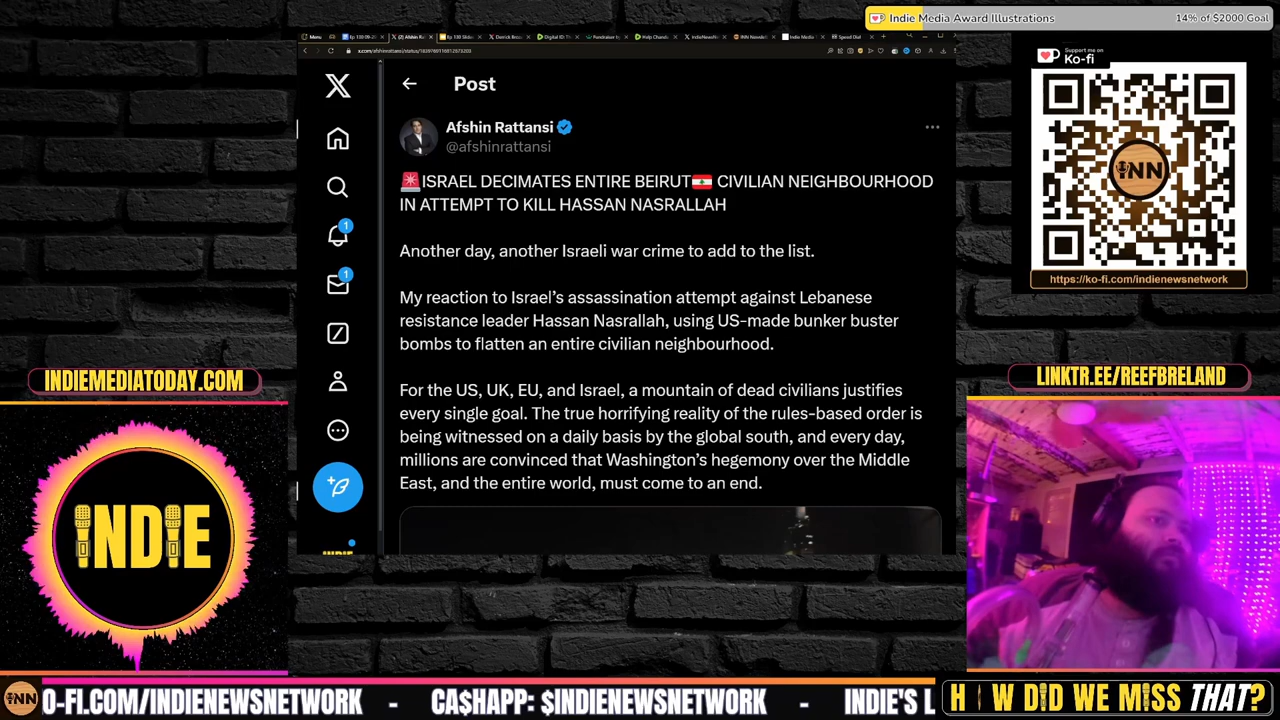 Indie Media Award Illustrations
14% of $2000 Goal
Support me on
Ko-fi
iNN
https://ko-fi.com/indienewsnetwork
Post
Afshin Rattansi
@afshinrattansi
🚨ISRAEL DECIMATES ENTIRE BEIRUT🇱🇧 CIVILIAN NEIGHBOURHOOD
IN ATTEMPT TO KILL HASSAN NASRALLAH
Another day, another Israeli war crime to add to the list.
My reaction to Israel’s assassination attempt against Lebanese
resistance leader Hassan Nasrallah, using US-made bunker buster
bombs to flatten an entire civilian neighbourhood.
For the US, UK, EU, and Israel, a mountain of dead civilians justifies
every single goal. The true horrifying reality of the rules-based order is
being witnessed on a daily basis by the global south, and every day,
millions are convinced that Washington’s hegemony over the Middle
East, and the entire world, must come to an end.
1
1
INDIEMEDIATODAY.COM
INDIE
LINKTR.EE/REEFBRELAND
iNN
O-FI.COM/INDIENEWSNETWORK - CA$HAPP: $INDIENEWSNETWORK - INDIE'S L
HOW DID WE MISS THAT?